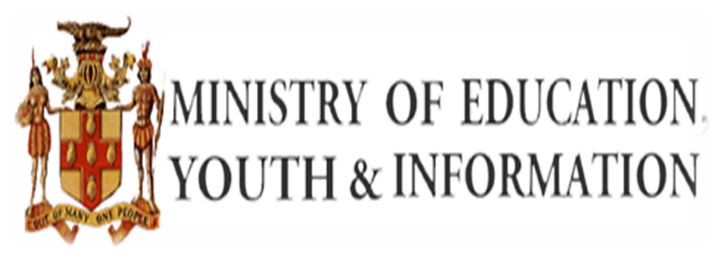 MINISTRY OF EDUCATION,
YOUTH & INFORMATION
OUT OF MANY ONE PEOPLE